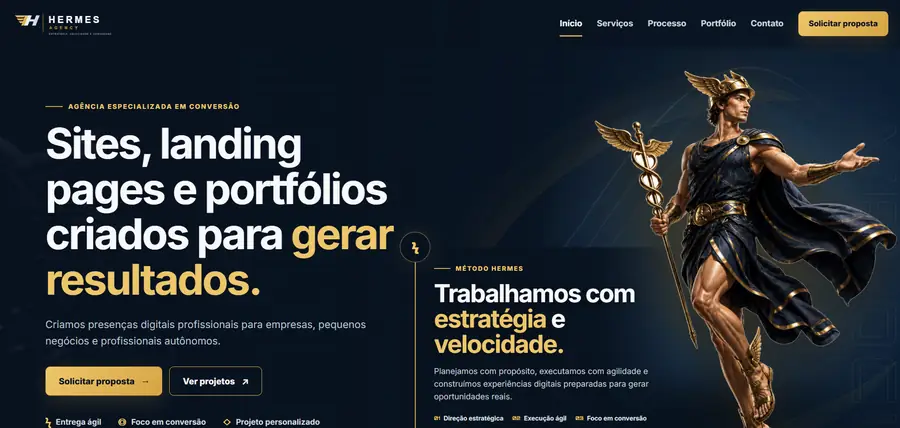 HERMES
AGENCY
Início
Serviços
Processo
Portfólio
Contato
Solicitar proposta
AGÊNCIA ESPECIALIZADA EM CONVERSÃO
Sites, landing
pages e portfólios
criados para gerar
resultados.
Criamos presenças digitais profissionais para empresas, pequenos
negócios e profissionais autônomos.
Solicitar proposta →
Ver projetos ↗
Entrega ágil
Foco em conversão
Projeto personalizado
MÉTODO HERMES
Trabalhamos com
estratégia e
velocidade.
Planejamos com propósito, executamos com agilidade e
construímos experiências digitais preparadas para gerar
oportunidades reais.
01 Direção estratégica
02 Execução ágil
03 Foco em conversão